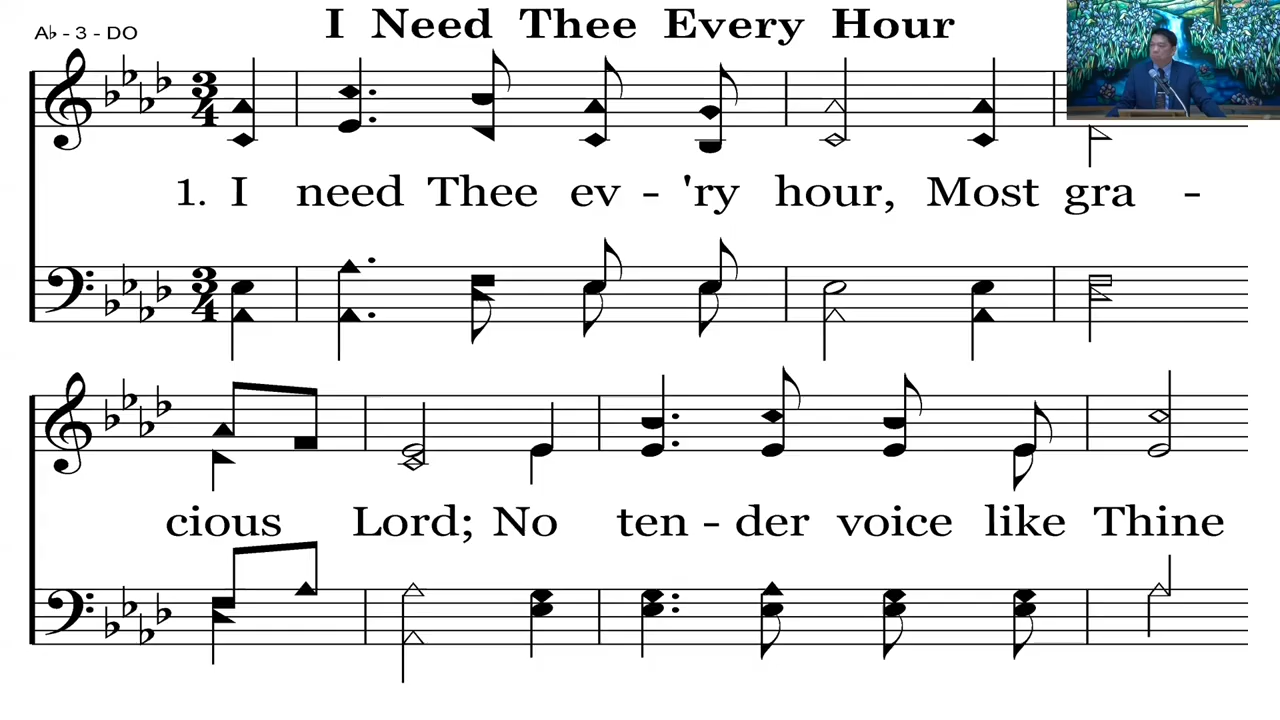 I Need Thee Every Hour
A♭ - 3 - DO
1. I need Thee ev - 'ry hour, Most gra -
cious Lord; No ten - der voice like Thine